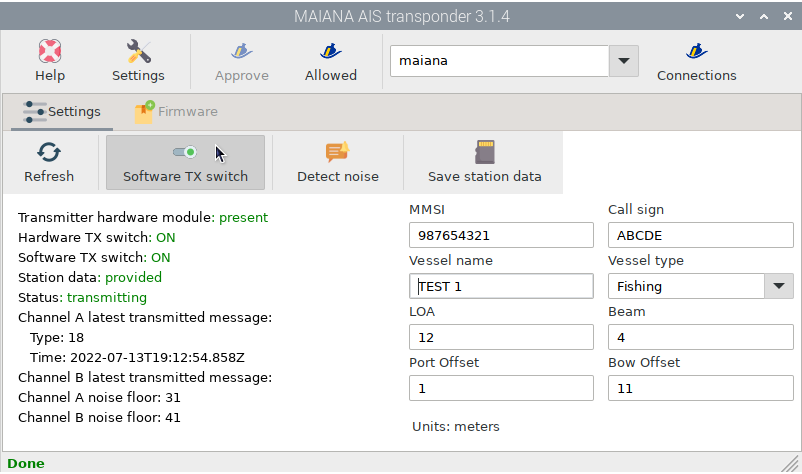 MAIANA AIS transponder 3.1.4
Help
Settings
Approve
Allowed
maiana
Connections
Settings
Firmware
Refresh
Software TX switch
Detect noise
Save station data
Transmitter hardware module: present
Hardware TX switch: ON
Software TX switch: ON
Station data: provided
Status: transmitting
Channel A latest transmitted message:
Type: 18
Time: 2022-07-13T19:12:54.858Z
Channel B latest transmitted message:
Channel A noise floor: 31
Channel B noise floor: 41
MMSI
987654321
Call sign
ABCDE
Vessel name
TEST 1
Vessel type
Fishing
LOA
12
Beam
4
Port Offset
1
Bow Offset
11
Units: meters
Done